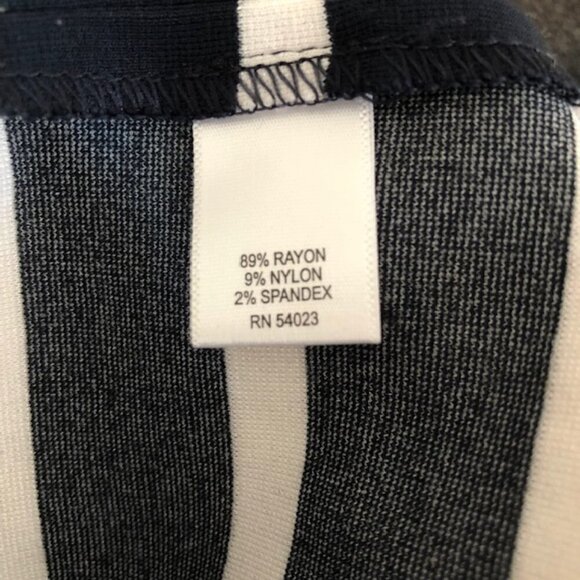 89% RAYON
9% NYLON
2% SPANDEX
RN 54023